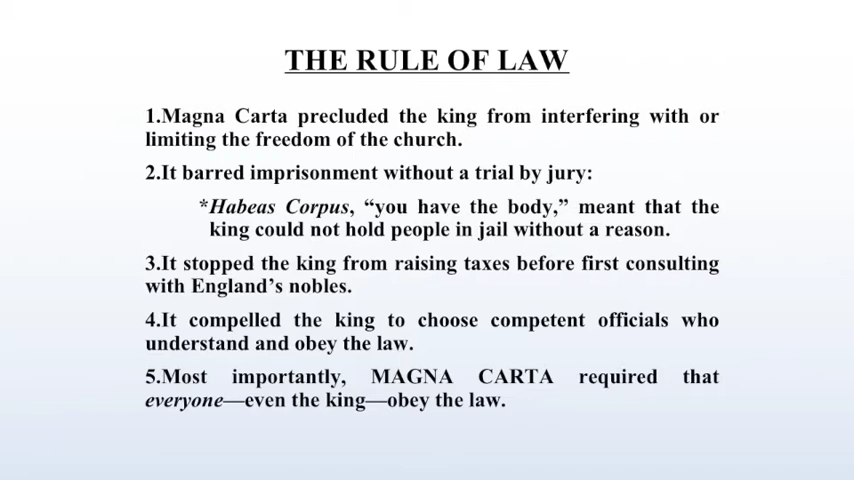 THE RULE OF LAW
1.Magna Carta precluded the king from interfering with or
limiting the freedom of the church.
2.It barred imprisonment without a trial by jury:
*Habeas Corpus, “you have the body,” meant that the
king could not hold people in jail without a reason.
3.It stopped the king from raising taxes before first consulting
with England’s nobles.
4.It compelled the king to choose competent officials who
understand and obey the law.
5.Most importantly, MAGNA CARTA required that
everyone—even the king—obey the law.